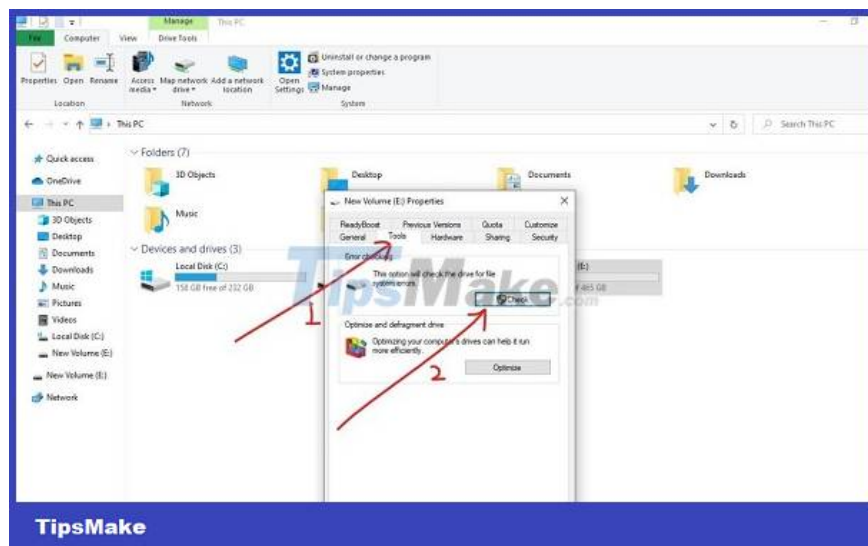 Manage
This PC
File
Computer
View
Drive Tools
Properties
Open
Rename
Access media
Map network drive
Add a network location
Open Settings
Uninstall or change a program
System properties
Manage
Location
Network
System
This PC
Search This PC
Quick access
OneDrive
This PC
3D Objects
Desktop
Documents
Downloads
Music
Pictures
Videos
Local Disk (C:)
New Volume (E:)
New Volume (E:)
Network
Folders (7)
3D Objects
Desktop
Documents
Downloads
Music
Devices and drives (3)
Local Disk (C:)
158 GB free of 232 GB
(E:)
465 GB
New Volume (E:) Properties
ReadyBoost
Previous Versions
Quota
Customize
General
Tools
Hardware
Sharing
Security
Error checking
This option will check the drive for file
system errors.
Check
Optimize and defragment drive
Optimizing your computer's drives can help it run
more efficiently.
Optimize
1
2
TipsMake.com
TipsMake